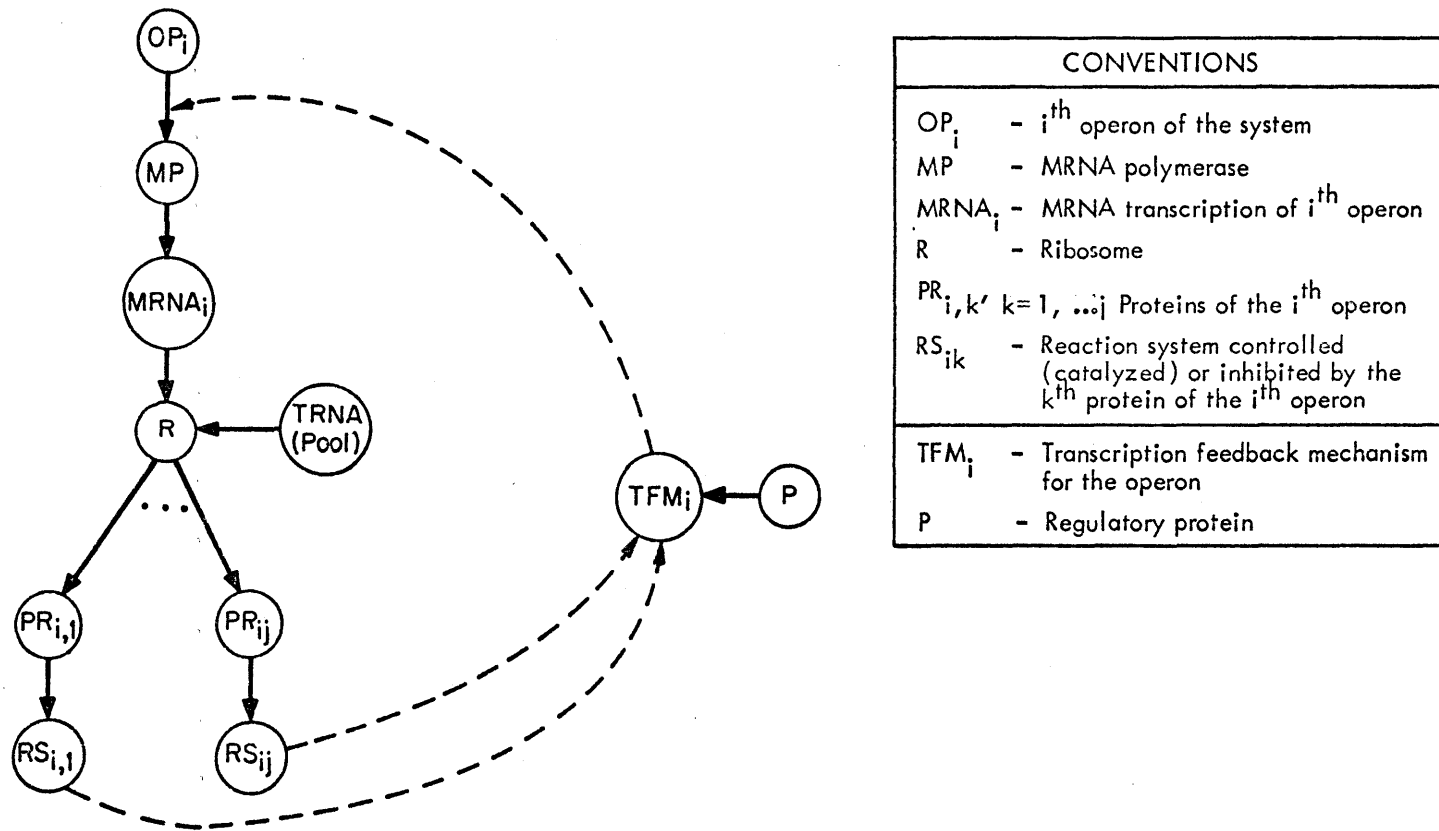 OPi
MP
MRNAi
R
TRNA
(Pool)
...
PRi,1
PRij
RSi,1
RSij
TFMi
P
CONVENTIONS
OPi - ith operon of the system
MP - MRNA polymerase
MRNAi - MRNA transcription of ith operon
R - Ribosome
PRi,k, k=1, ...j Proteins of the ith operon
RSik - Reaction system controlled
(catalyzed) or inhibited by the
kth protein of the ith operon
TFMi - Transcription feedback mechanism
for the operon
P - Regulatory protein